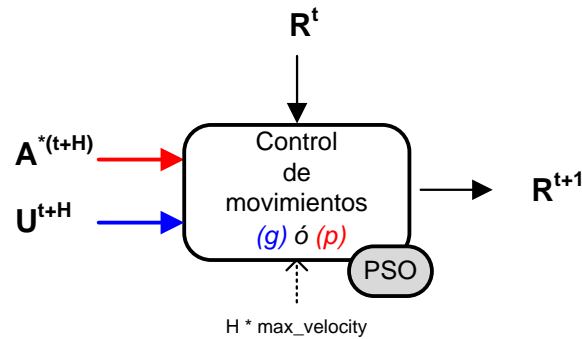 R^t
A^*(t+H)
U^t+H
Control
de
movimientos
(g) ó (p)
R^t+1
PSO
H * max_velocity